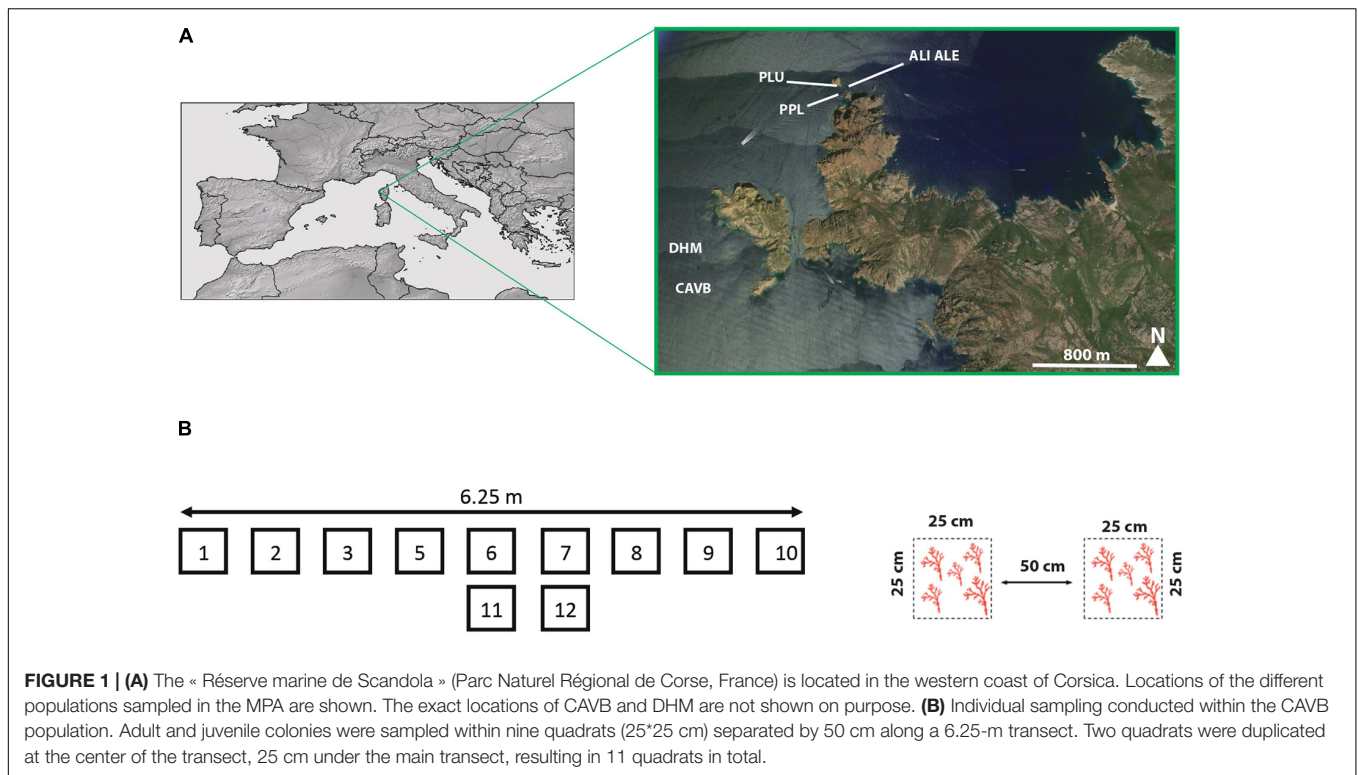 A
ALI ALE
PLU
PPL
DHM
CAVB
N
800 m
B
6.25 m
1 2 3 5 6 7 8 9 10
11 12
25 cm 25 cm
25 cm 50 cm 25 cm
FIGURE 1 | (A) The « Réserve marine de Scandola » (Parc Naturel Régional de Corse, France) is located in the western coast of Corsica. Locations of the different
populations sampled in the MPA are shown. The exact locations of CAVB and DHM are not shown on purpose. (B) Individual sampling conducted within the CAVB
population. Adult and juvenile colonies were sampled within nine quadrats (25*25 cm) separated by 50 cm along a 6.25-m transect. Two quadrats were duplicated
at the center of the transect, 25 cm under the main transect, resulting in 11 quadrats in total.